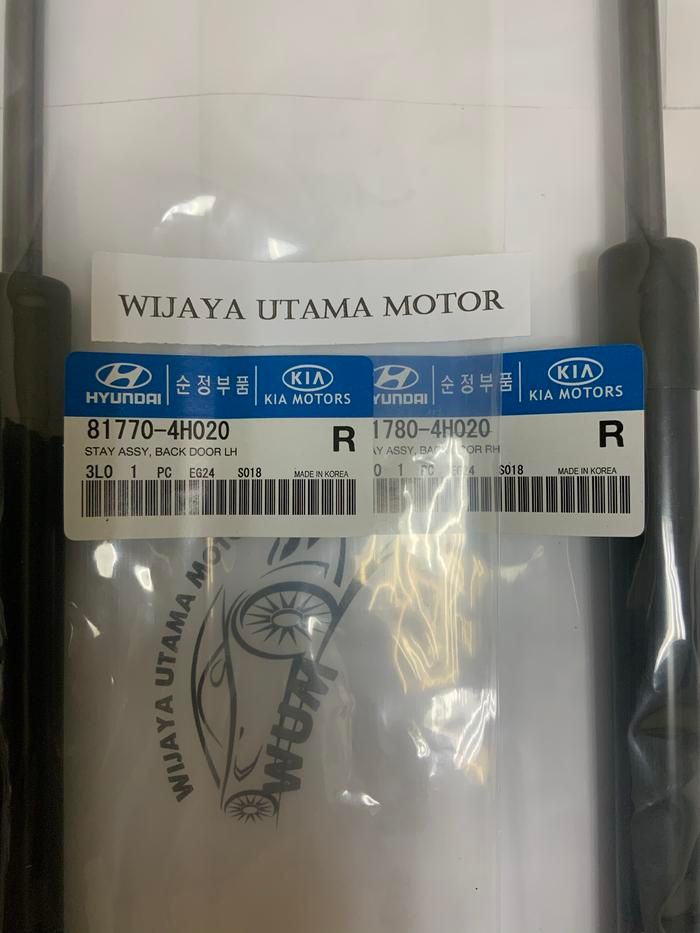 WIJAYA UTAMA MOTOR
HYUNDAI 순정부품 KIA KIA MOTORS
81770-4H020 R
STAY ASSY, BACK DOOR LH
3L0 1 PC EG24 S018 MADE IN KOREA
HYUNDAI 순정부품 KIA KIA MOTORS
1780-4H020 R
AY ASSY, BACK DOOR RH
0 1 PC EG24 S018 MADE IN KOREA
WIJAYA UTAMA MOTOR
WUM